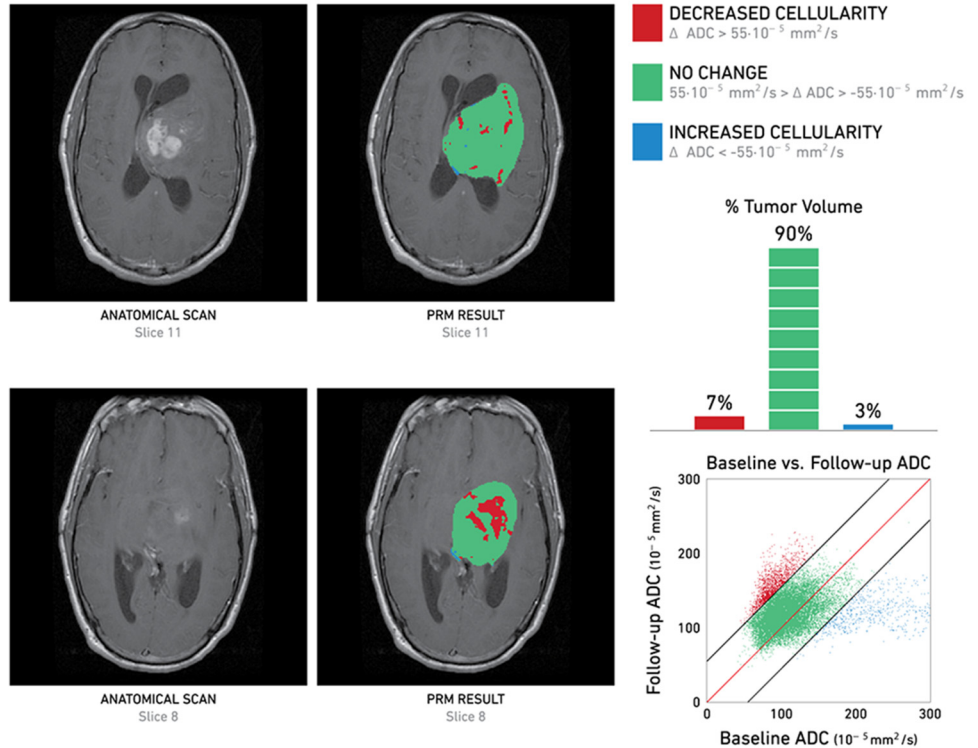 DECREASED CELLULARITY
Δ ADC > 55·10⁻⁵ mm²/s
NO CHANGE
55·10⁻⁵ mm²/s > Δ ADC > -55·10⁻⁵ mm²/s
INCREASED CELLULARITY
Δ ADC < -55·10⁻⁵ mm²/s
ANATOMICAL SCAN
Slice 11
PRM RESULT
Slice 11
% Tumor Volume
90%
7%
3%
ANATOMICAL SCAN
Slice 8
PRM RESULT
Slice 8
Baseline vs. Follow-up ADC
Follow-up ADC (10⁻⁵ mm²/s)
300
200
100
0
0
100
200
300
Baseline ADC (10⁻⁵ mm²/s)